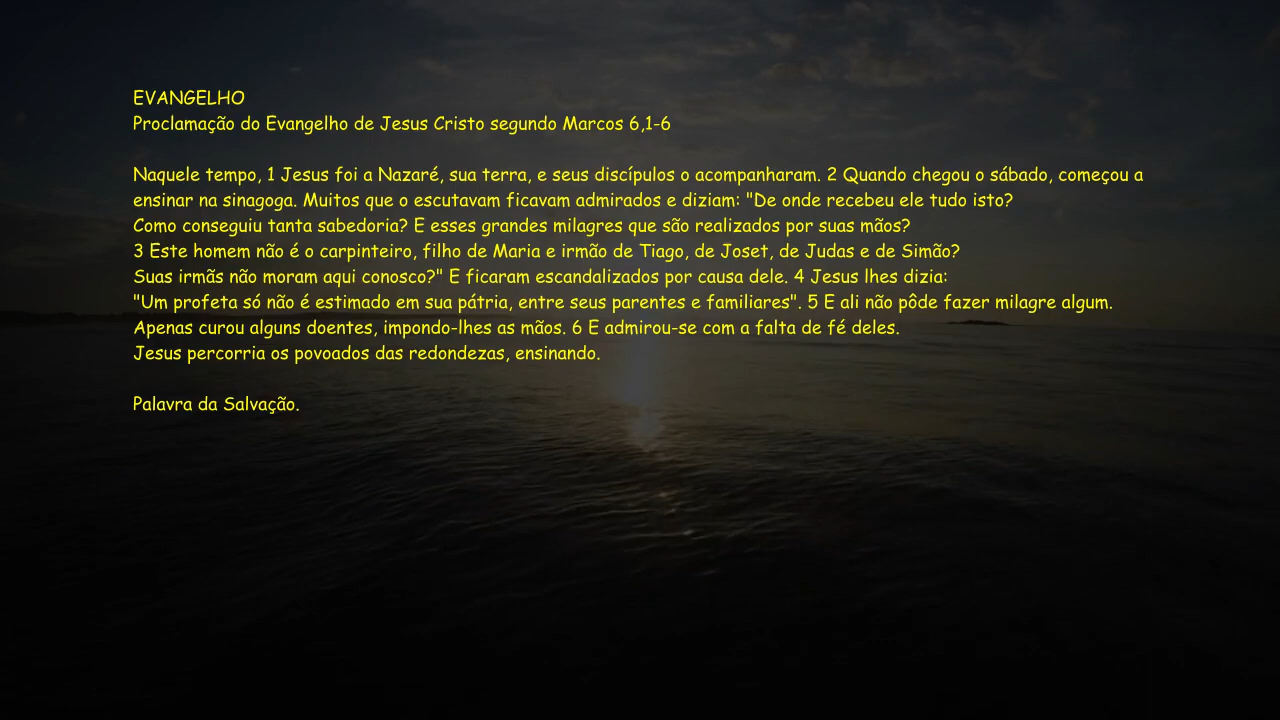 EVANGELHO
Proclamação do Evangelho de Jesus Cristo segundo Marcos 6,1-6
Naquele tempo, 1 Jesus foi a Nazaré, sua terra, e seus discípulos o acompanharam. 2 Quando chegou o sábado, começou a
ensinar na sinagoga. Muitos que o escutavam ficavam admirados e diziam: "De onde recebeu ele tudo isto?
Como conseguiu tanta sabedoria? E esses grandes milagres que são realizados por suas mãos?
3 Este homem não é o carpinteiro, filho de Maria e irmão de Tiago, de Joset, de Judas e de Simão?
Suas irmãs não moram aqui conosco?" E ficaram escandalizados por causa dele. 4 Jesus lhes dizia:
"Um profeta só não é estimado em sua pátria, entre seus parentes e familiares". 5 E ali não pôde fazer milagre algum.
Apenas curou alguns doentes, impondo-lhes as mãos. 6 E admirou-se com a falta de fé deles.
Jesus percorria os povoados das redondezas, ensinando.
Palavra da Salvação.